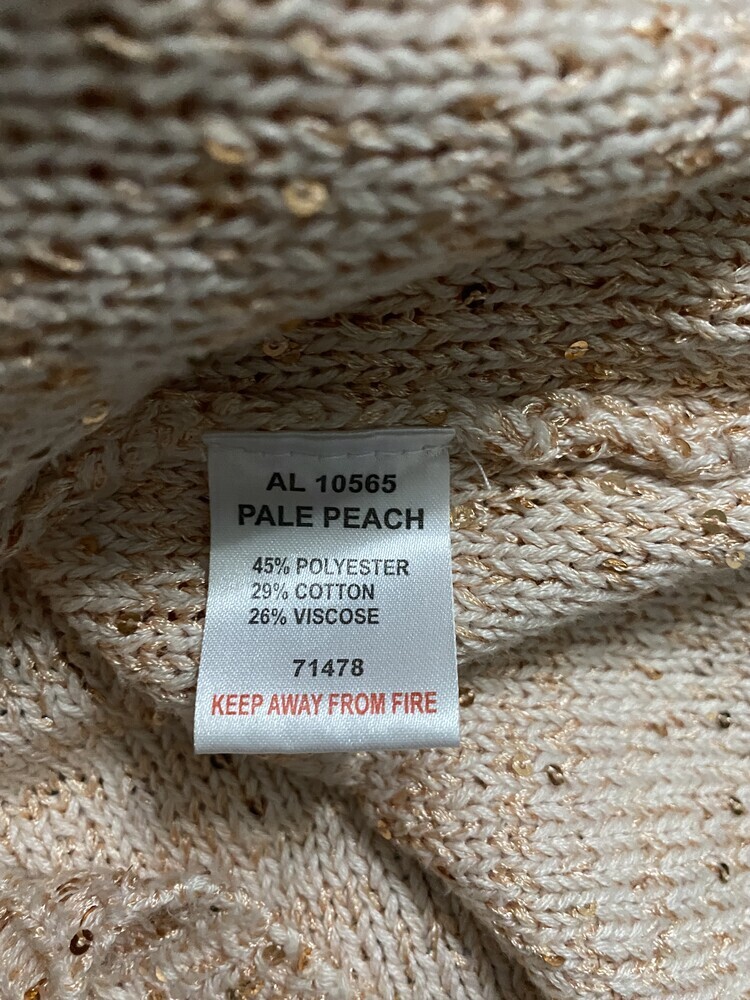 AL 10565
PALE PEACH
45% POLYESTER
29% COTTON
26% VISCOSE
71478
KEEP AWAY FROM FIRE